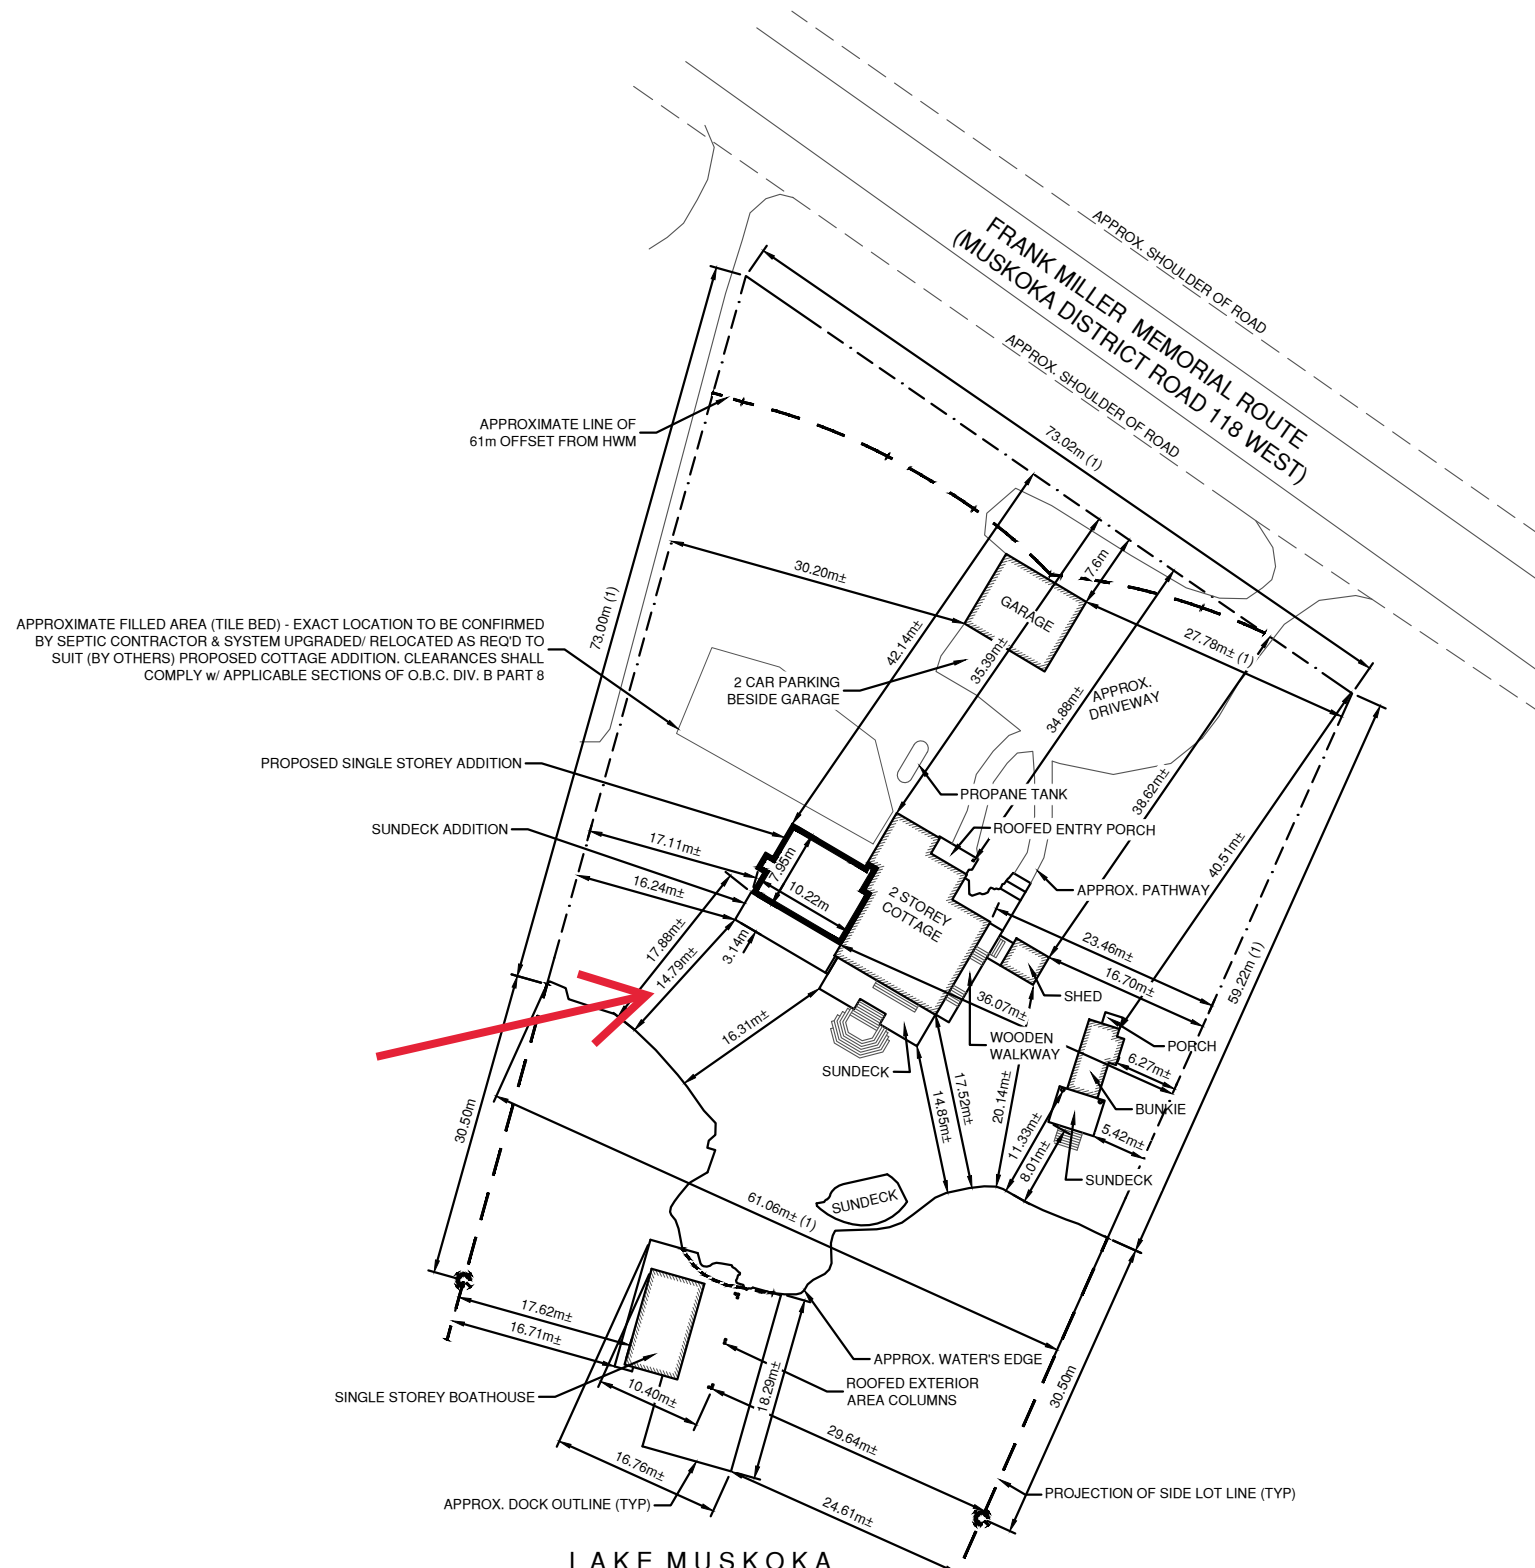 APPROX. SHOULDER OF ROAD
FRANK MILLER MEMORIAL ROUTE
(MUSKOKA DISTRICT ROAD 118 WEST)
APPROX. SHOULDER OF ROAD
73.02m (1)
APPROXIMATE LINE OF
61m OFFSET FROM HWM
30.20m±
7.6m
GARAGE
42.14m±
35.39m±
27.78m± (1)
73.00m (1)
APPROXIMATE FILLED AREA (TILE BED) - EXACT LOCATION TO BE CONFIRMED
BY SEPTIC CONTRACTOR & SYSTEM UPGRADED/ RELOCATED AS REQ'D TO
SUIT (BY OTHERS) PROPOSED COTTAGE ADDITION. CLEARANCES SHALL
COMPLY w/ APPLICABLE SECTIONS OF O.B.C. DIV. B PART 8
2 CAR PARKING
BESIDE GARAGE
APPROX.
DRIVEWAY
34.88m±
PROPOSED SINGLE STOREY ADDITION
PROPANE TANK
38.62m±
SUNDECK ADDITION
17.11m±
ROOFED ENTRY PORCH
40.51m±
7.95m
16.24m±
10.22m
2 STOREY
COTTAGE
APPROX. PATHWAY
17.88m±
14.79m±
3.14m
23.46m±
16.70m±
59.22m (1)
SHED
36.07m±
16.31m±
WOODEN
WALKWAY
PORCH
SUNDECK
6.27m±
17.52m±
14.85m±
20.14m±
BUNKIE
30.50m
11.33m±
8.01m±
5.42m±
SUNDECK
61.06m± (1)
SUNDECK
17.62m±
16.71m±
APPROX. WATER'S EDGE
ROOFED EXTERIOR
AREA COLUMNS
SINGLE STOREY BOATHOUSE
10.40m±
18.29m±
30.50m
29.64m±
16.76m±
24.61m±
PROJECTION OF SIDE LOT LINE (TYP)
APPROX. DOCK OUTLINE (TYP)
LAKE MUSKOKA